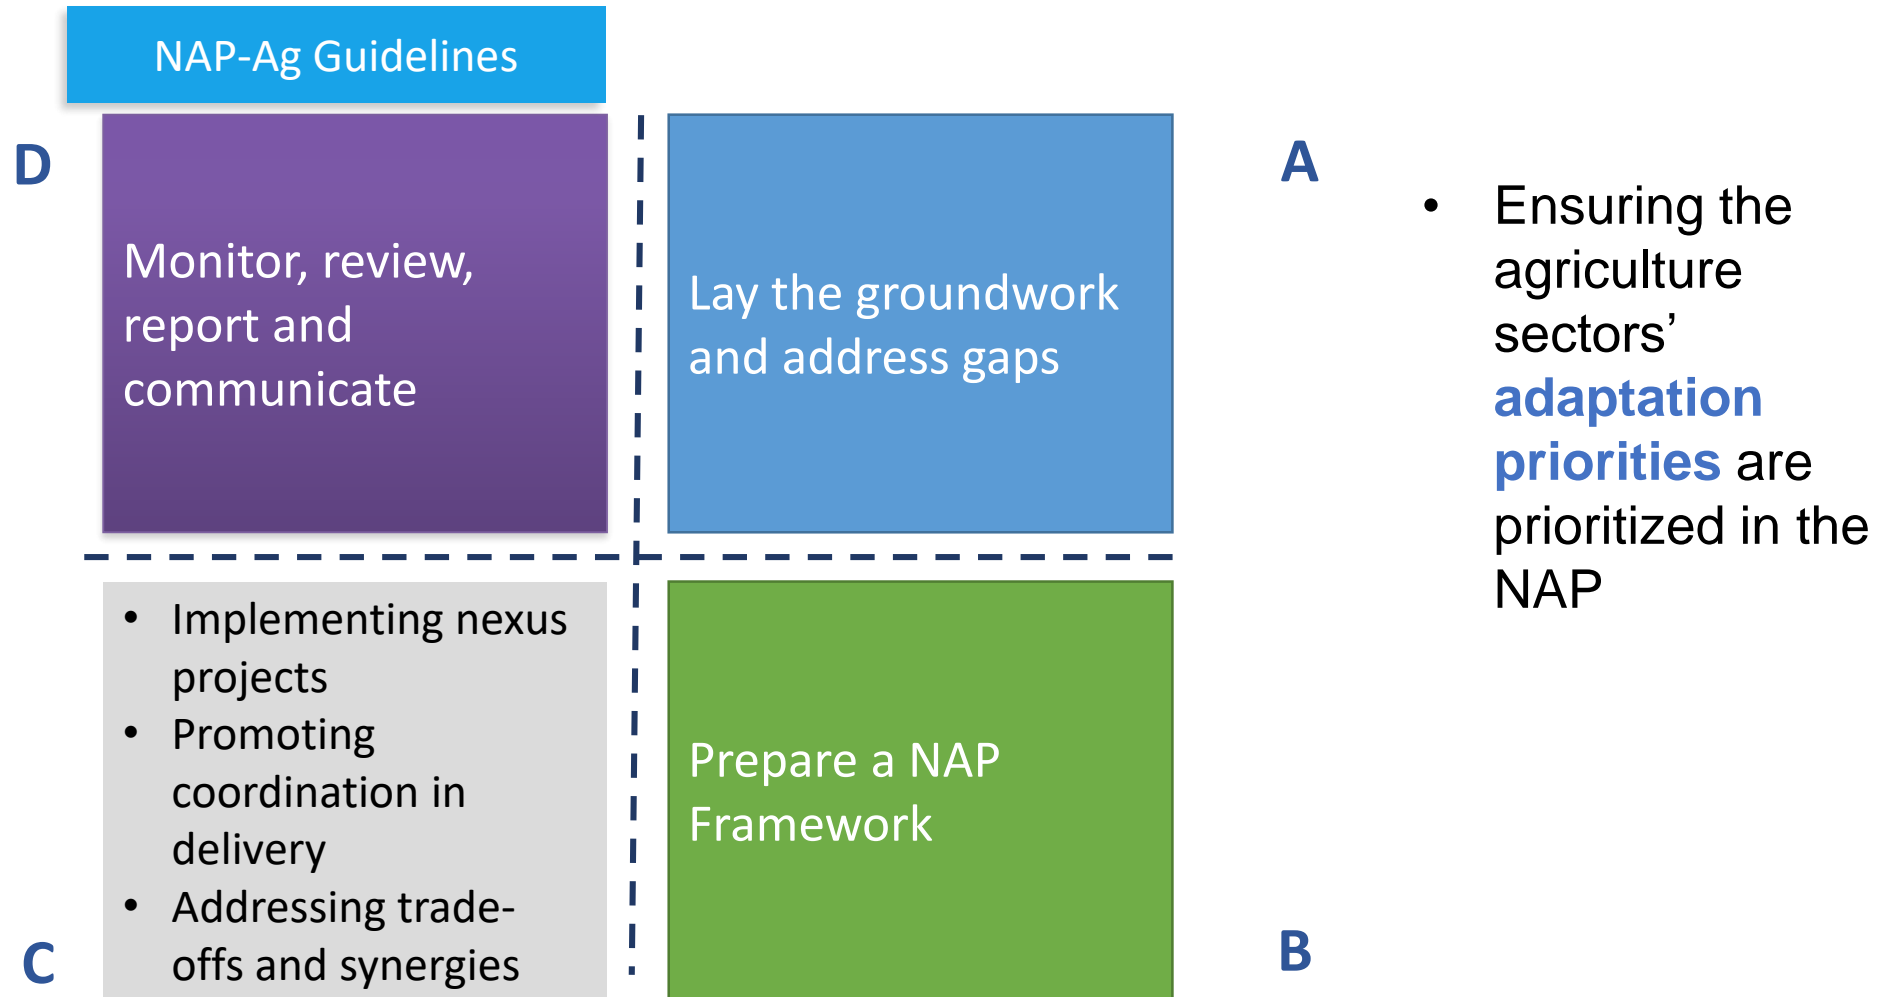 NAP-Ag Guidelines
D
Monitor, review,
report and
communicate
Lay the groundwork
and address gaps
A
• Ensuring the
agriculture
sectors’
adaptation
priorities are
prioritized in the
NAP
• Implementing nexus
projects
• Promoting
coordination in
delivery
• Addressing trade-
offs and synergies
C
Prepare a NAP
Framework
B